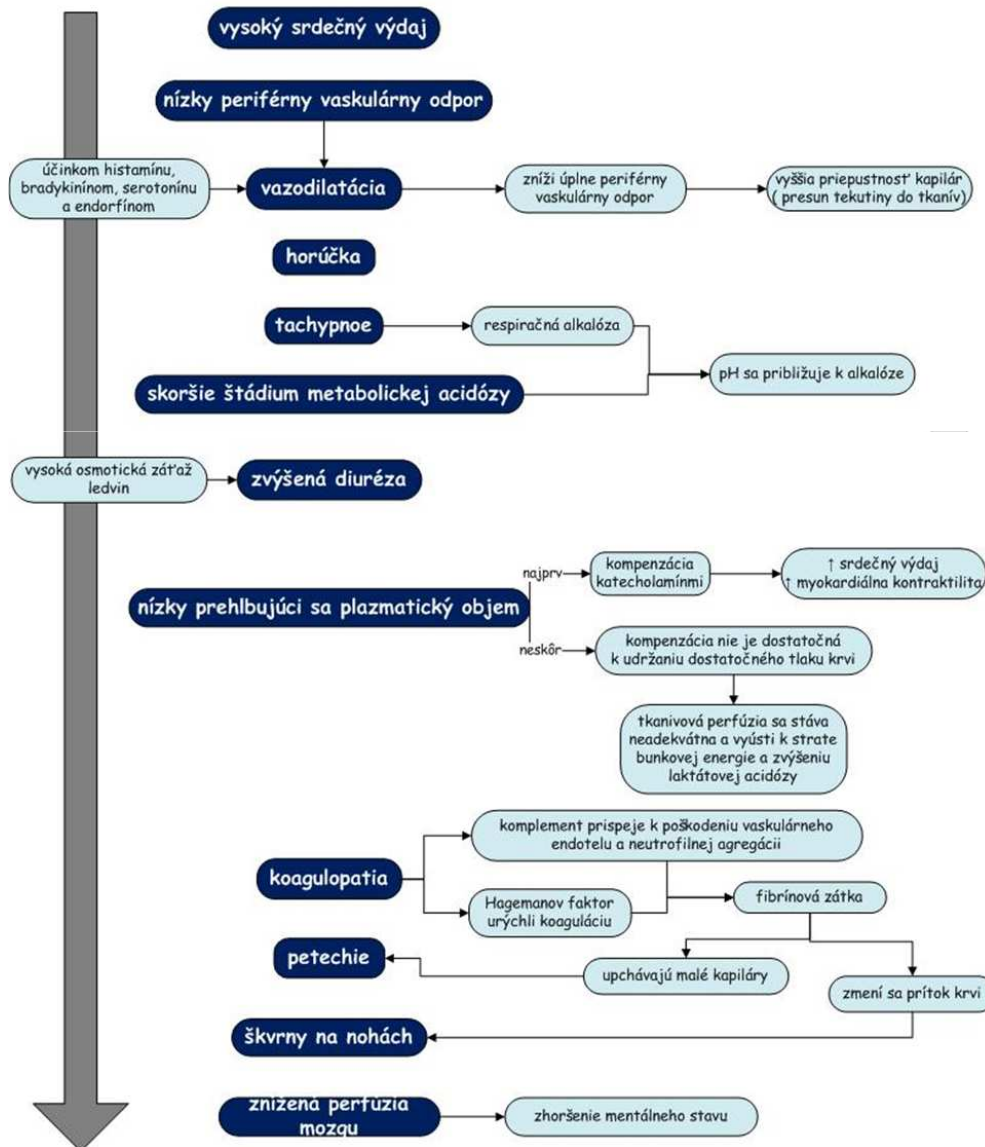 vysoký srdečný výdaj
nízky periférny vaskulárny odpor
účinkom histamínu,
bradykinínom, serotonínu
a endorfínom
vazodilatácia
zníži úplne periférny
vaskulárny odpor
vyššia priepustnosť kapilár
( presun tekutiny do tkanív)
horúčka
tachypnoe
respiračná alkalóza
skoršie štádium metabolickej acidózy
pH sa približuje k alkalóze
vysoká osmotická záťaž
ledvin
zvýšená diuréza
nízky prehlbujúci sa plazmatický objem
najprv
kompenzácia
katecholamínmi
↑ srdečný výdaj
↑ myokardiálna kontraktilita
neskôr
kompenzácia nie je dostatočná
k udržaniu dostatočného tlaku krvi
tkanivová perfúzia sa stáva
neadekvátna a vyústi k strate
bunkovej energie a zvýšeniu
laktátovej acidózy
koagulopatia
komplement prispeje k poškodeniu vaskulárneho
endotelu a neutrofilnej agregácii
Hagemanov faktor
urýchli koaguláciu
fibrínová zátka
petechie
upchávajú malé kapiláry
zmení sa prítok krvi
škvrny na nohách
znížená perfúzia
mozgu
zhoršenie mentálneho stavu